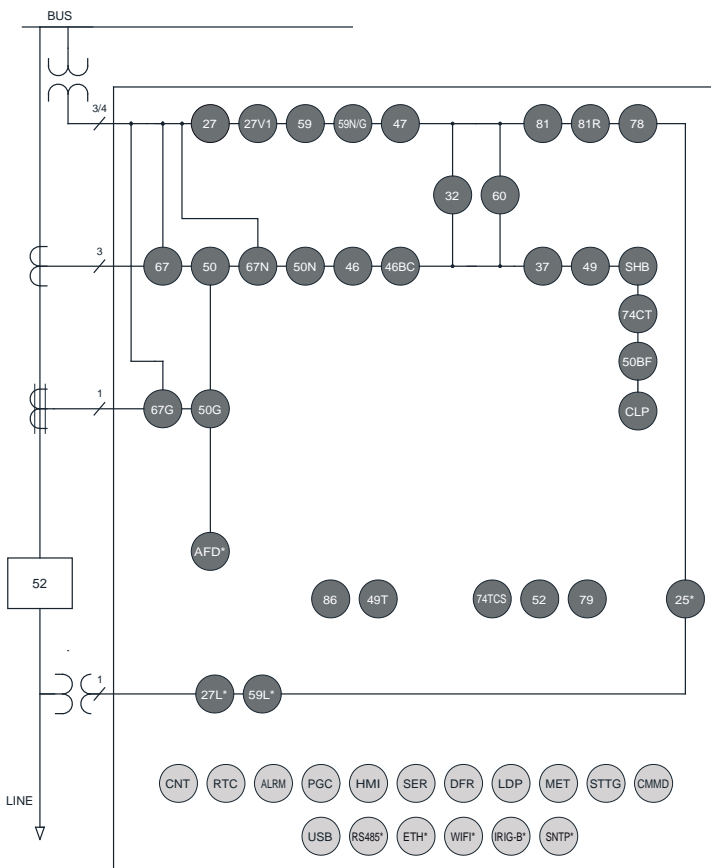 BUS
3/4
27 27V1 59 59N/G 47 81 81R 78
32 60
3
67 50 67N 50N 46 46BC 37 49 SHB
74CT
50BF
1
67G 50G CLP
AFD*
52
86 49T 74TCS 52 79 25*
1
27L* 59L*
CNT RTC ALRM PGC HMI SER DFR LDP MET STTG CMMD
LINE
USB RS485* ETH* WIFI* IRIG-B* SNTP*